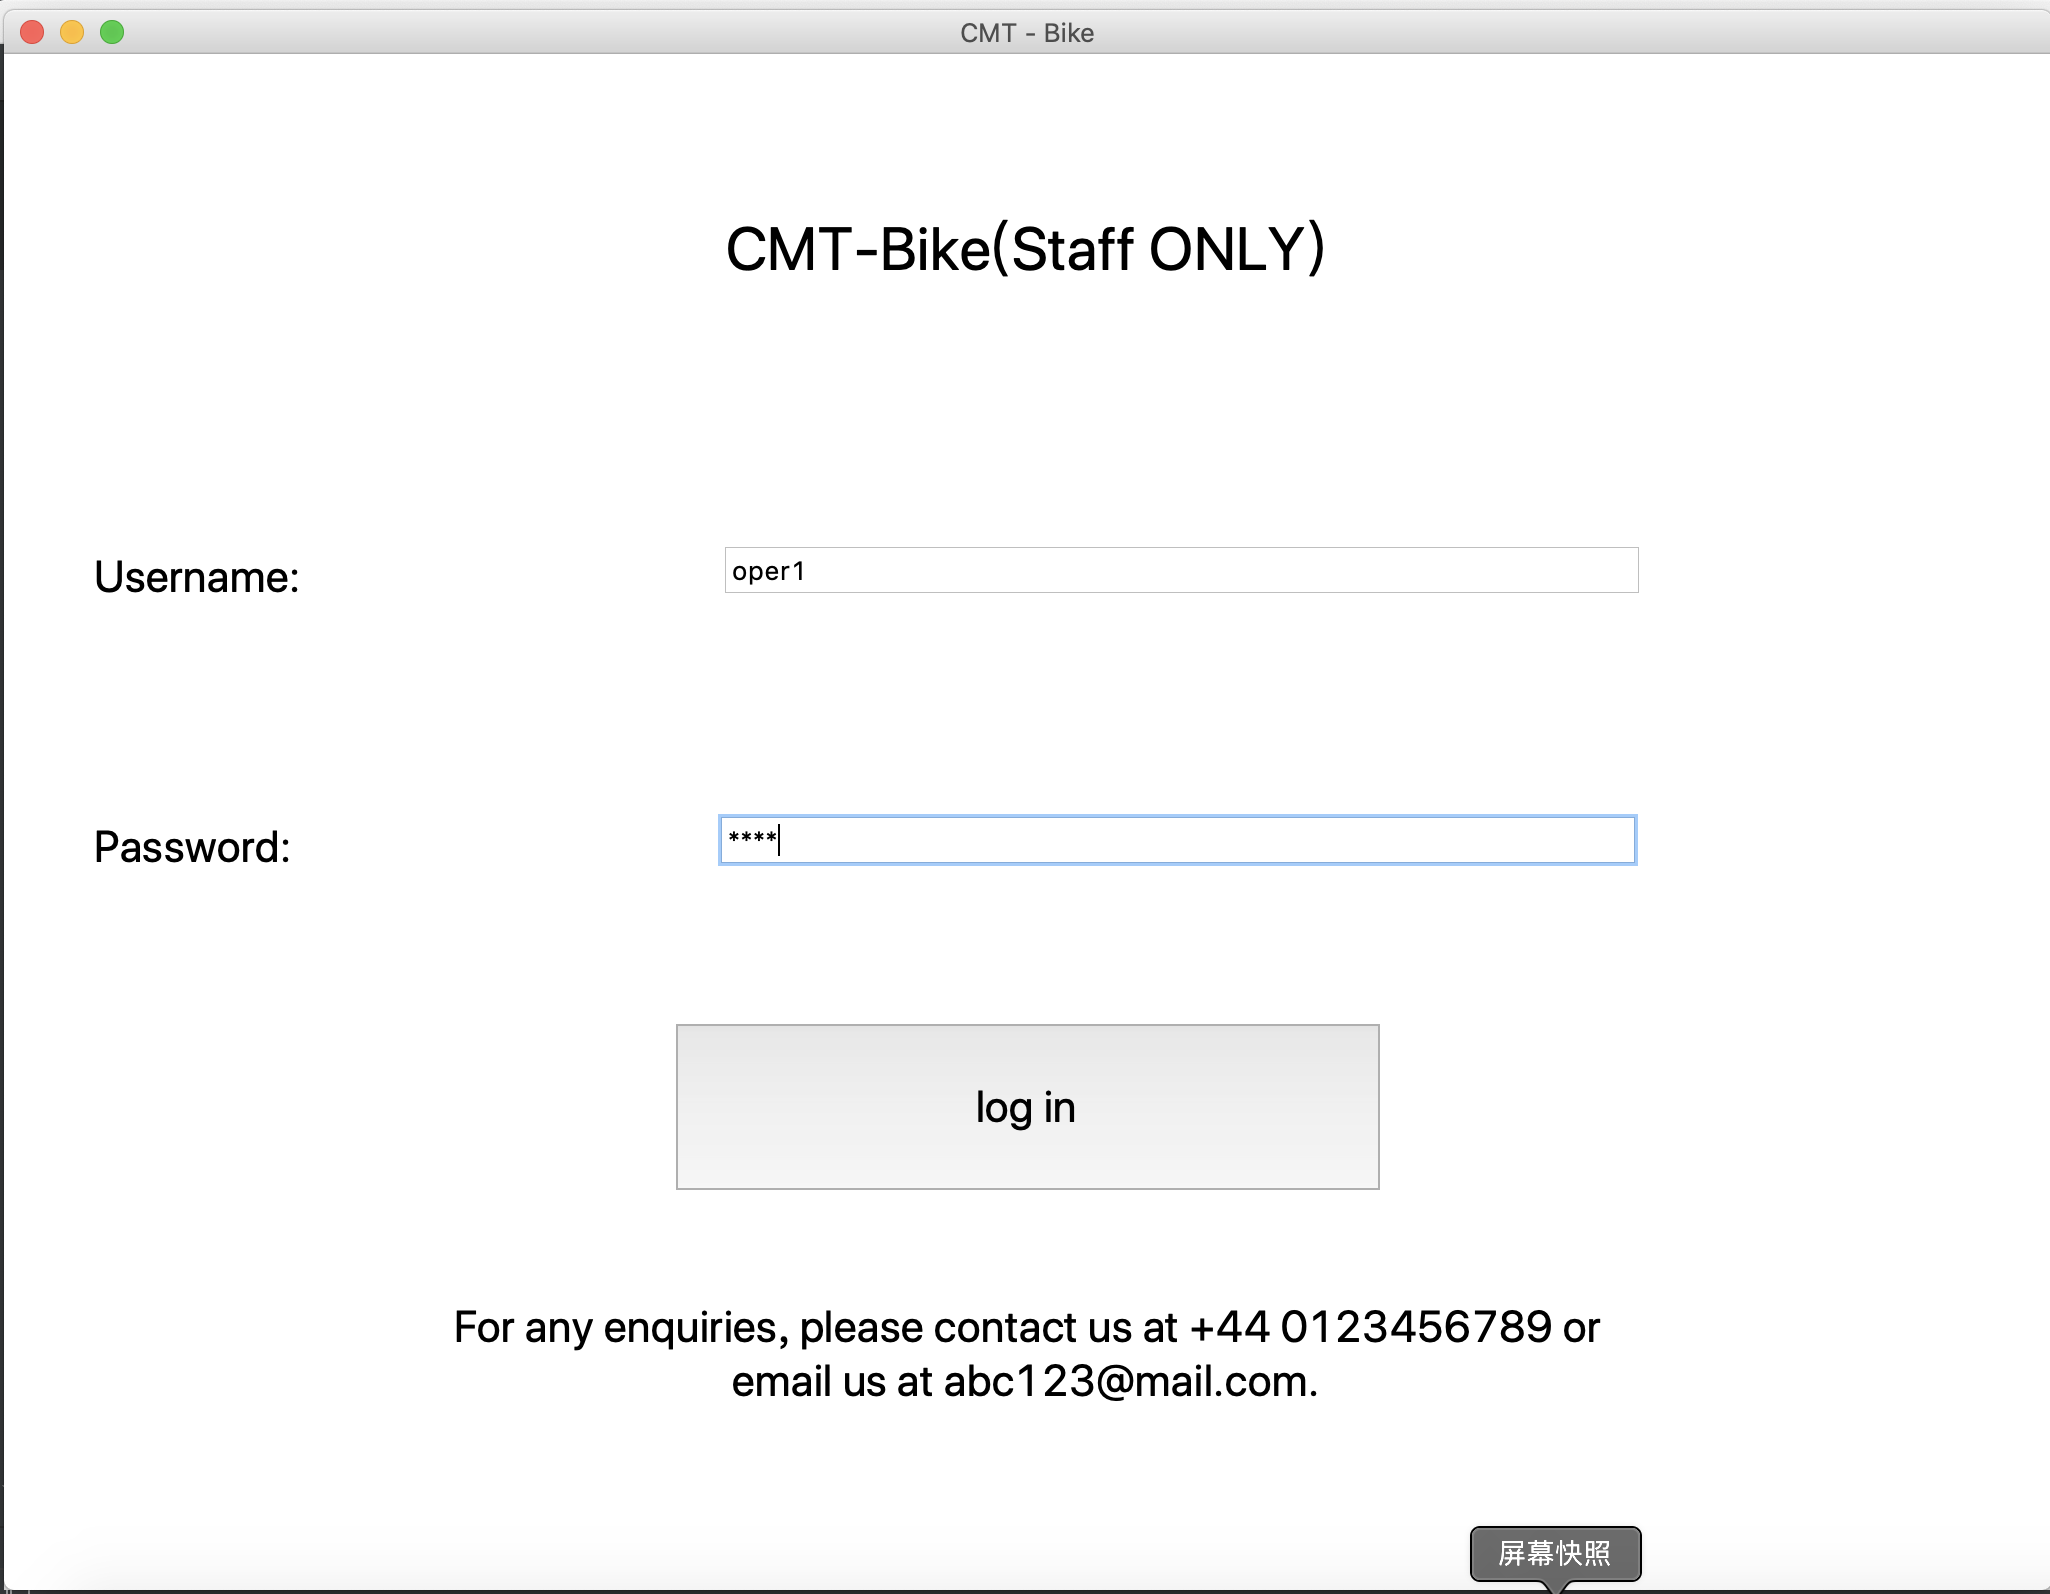 CMT - Bike
CMT-Bike(Staff ONLY)
Username:
oper1
Password:
****
log in
For any enquiries, please contact us at +44 0123456789 or
email us at abc123@mail.com.
屏幕快照